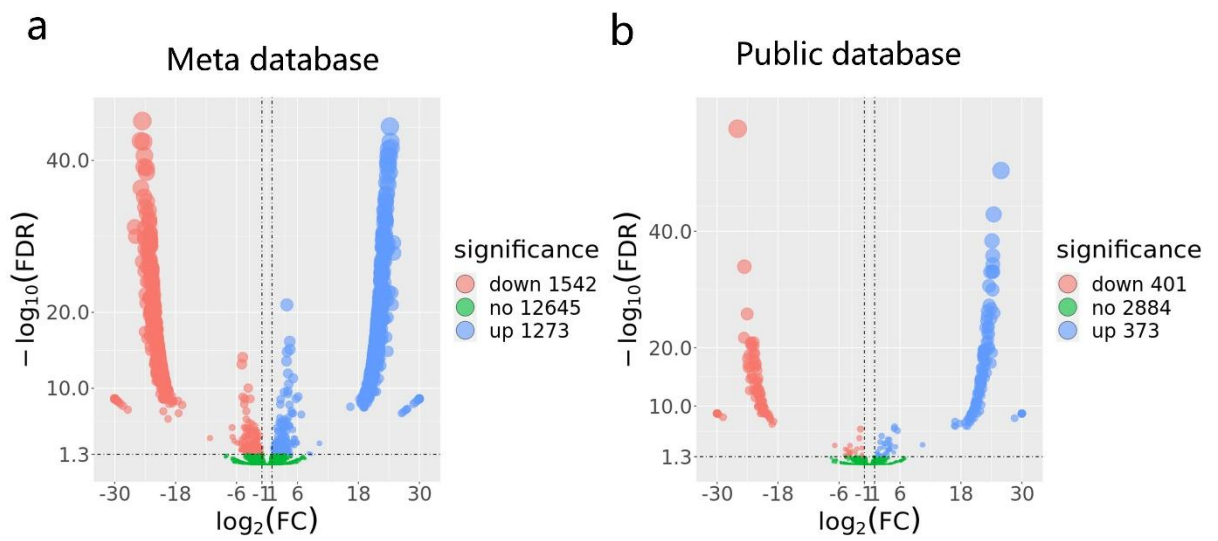 a
Meta database
−log10(FDR)
40.0
20.0
10.0
1.3
-30
-18
-6
-1
1
6
18
30
log2(FC)
significance
down 1542
no 12645
up 1273
b
Public database
−log10(FDR)
40.0
20.0
10.0
1.3
-30
-18
-6
-1
1
6
18
30
log2(FC)
significance
down 401
no 2884
up 373